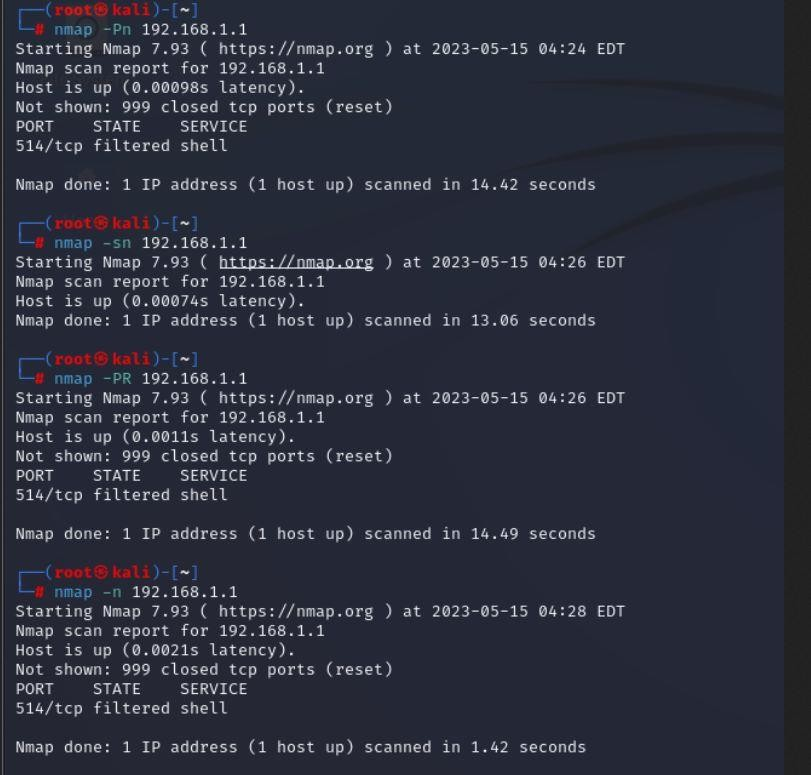 ┌──(root㉿kali)-[~]
└─# nmap -Pn 192.168.1.1
Starting Nmap 7.93 ( https://nmap.org ) at 2023-05-15 04:24 EDT
Nmap scan report for 192.168.1.1
Host is up (0.00098s latency).
Not shown: 999 closed tcp ports (reset)
PORT    STATE    SERVICE
514/tcp filtered shell
Nmap done: 1 IP address (1 host up) scanned in 14.42 seconds
┌──(root㉿kali)-[~]
└─# nmap -sn 192.168.1.1
Starting Nmap 7.93 ( https://nmap.org ) at 2023-05-15 04:26 EDT
Nmap scan report for 192.168.1.1
Host is up (0.00074s latency).
Nmap done: 1 IP address (1 host up) scanned in 13.06 seconds
┌──(root㉿kali)-[~]
└─# nmap -PR 192.168.1.1
Starting Nmap 7.93 ( https://nmap.org ) at 2023-05-15 04:26 EDT
Nmap scan report for 192.168.1.1
Host is up (0.0011s latency).
Not shown: 999 closed tcp ports (reset)
PORT    STATE    SERVICE
514/tcp filtered shell
Nmap done: 1 IP address (1 host up) scanned in 14.49 seconds
┌──(root㉿kali)-[~]
└─# nmap -n 192.168.1.1
Starting Nmap 7.93 ( https://nmap.org ) at 2023-05-15 04:28 EDT
Nmap scan report for 192.168.1.1
Host is up (0.0021s latency).
Not shown: 999 closed tcp ports (reset)
PORT    STATE    SERVICE
514/tcp filtered shell
Nmap done: 1 IP address (1 host up) scanned in 1.42 seconds